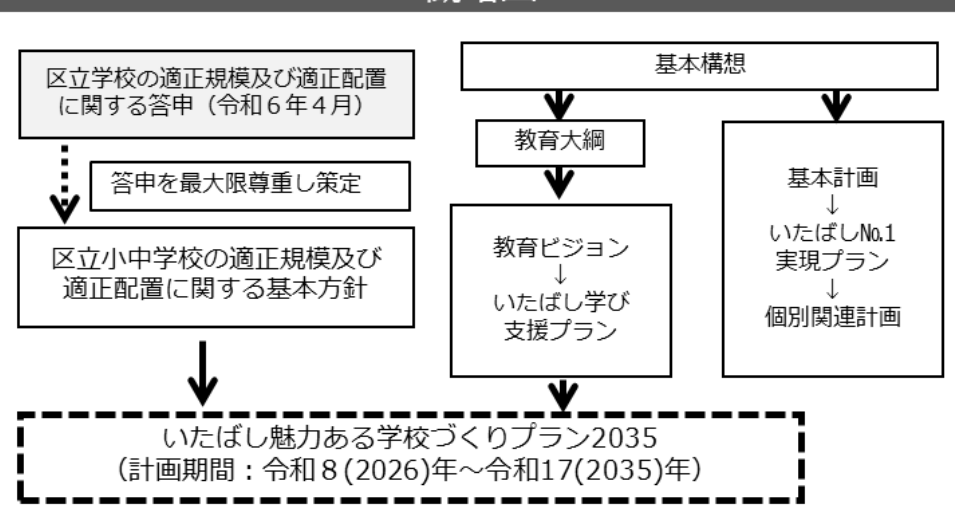 区立学校の適正規模及び適正配置
に関する答申（令和６年４月）
答申を最大限尊重し策定
区立小中学校の適正規模及び
適正配置に関する基本方針
基本構想
教育大綱
教育ビジョン
↓
いたばし学び
支援プラン
基本計画
↓
いたばし№1
実現プラン
↓
個別関連計画
いたばし魅力ある学校づくりプラン2035
（計画期間：令和８(2026)年～令和17(2035)年）